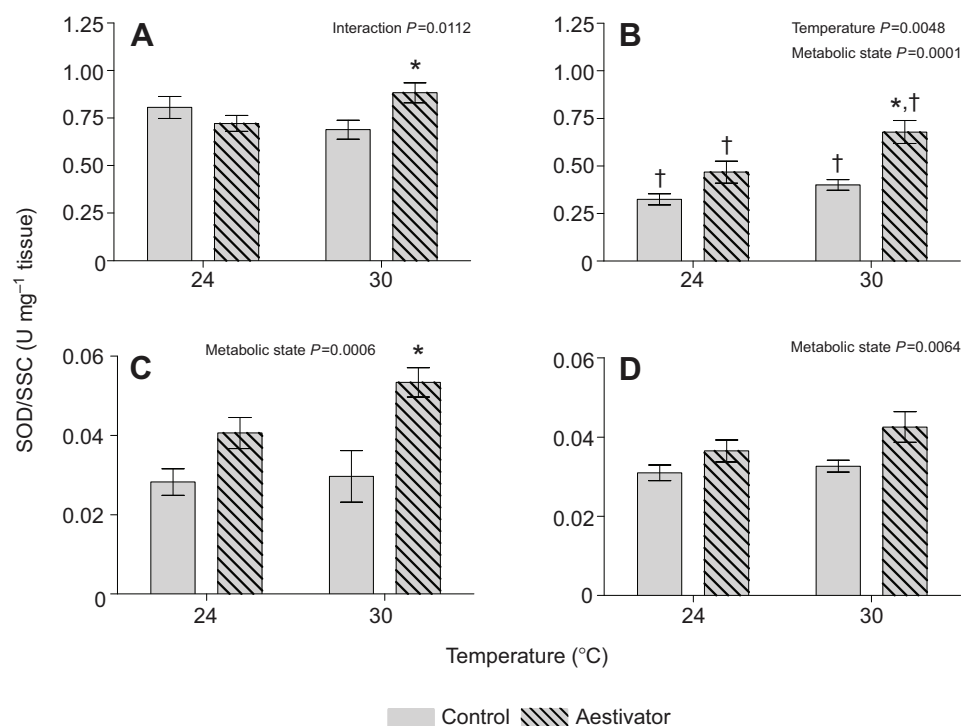 1.25
A
Interaction P=0.0112
1.00
*
0.75
0.50
0.25
0
24
30
1.25
B
Temperature P=0.0048
Metabolic state P=0.0001
1.00
*,†
0.75
†
†
†
0.50
0.25
0
24
30
SOD/SSC (U mg–1 tissue)
C
Metabolic state P=0.0006
*
0.06
0.04
0.02
0
24
30
D
Metabolic state P=0.0064
0.06
0.04
0.02
0
24
30
Temperature (°C)
Control Aestivator